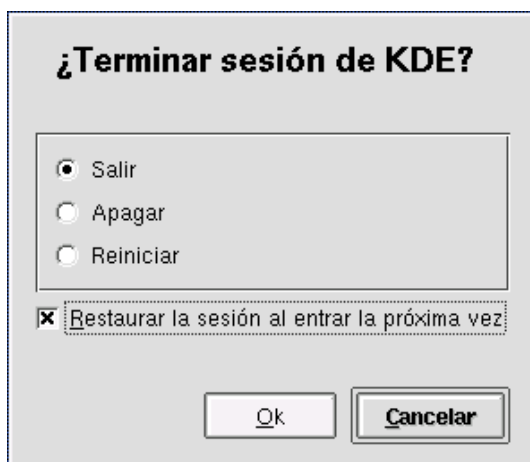 ¿Terminar sesión de KDE?
Salir
Apagar
Reiniciar
Restaurar la sesión al entrar la próxima vez
Ok
Cancelar